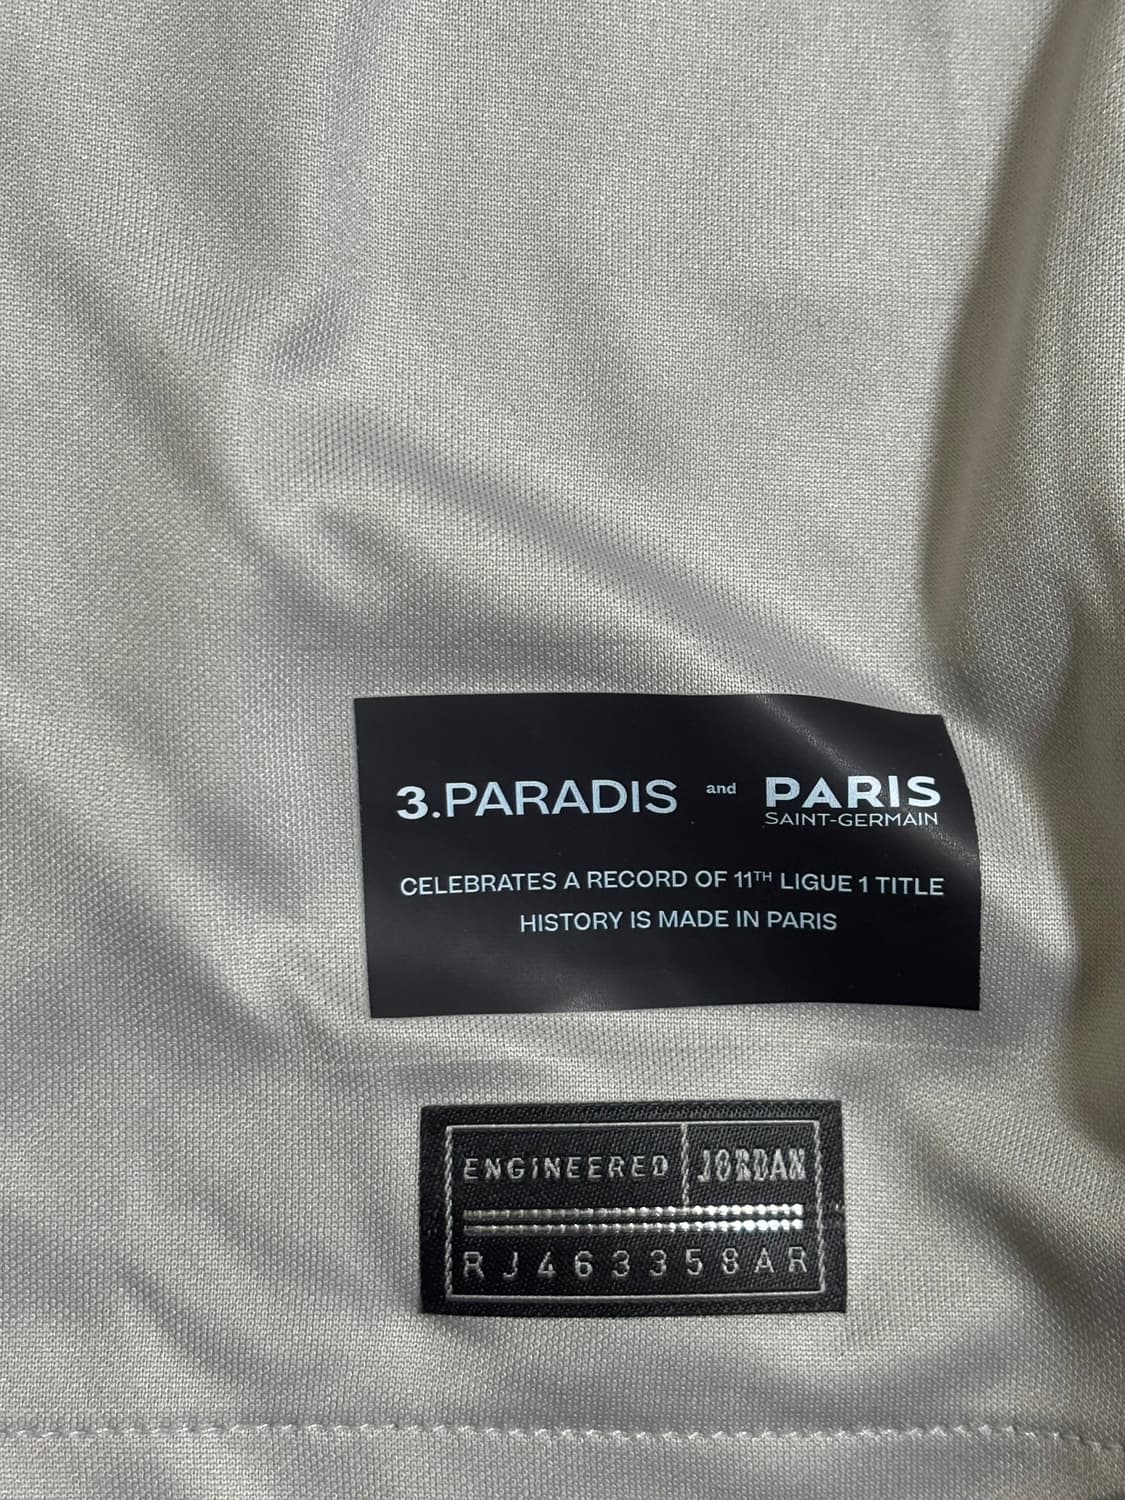 3.PARADIS and PARIS
SAINT-GERMAIN
CELEBRATES A RECORD OF 11TH LIGUE 1 TITLE
HISTORY IS MADE IN PARIS
ENGINEERED JORDAN
RJ463358AR